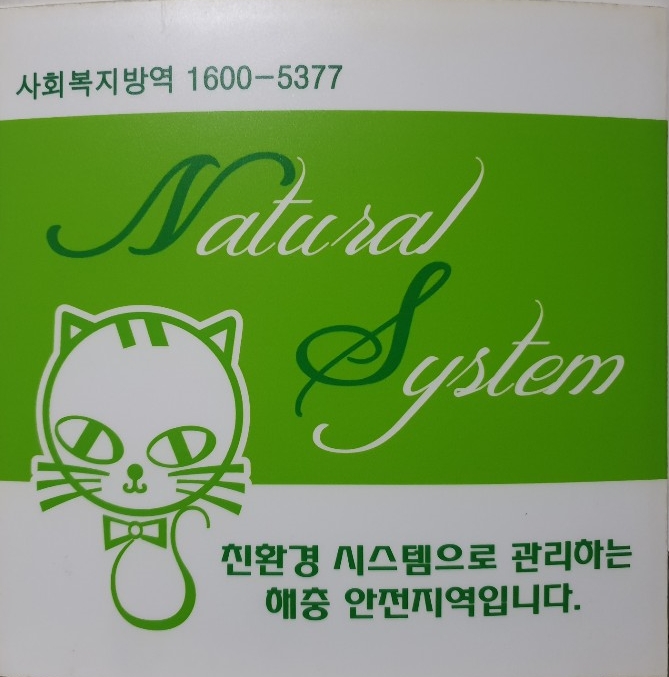 사회복지방역 1600-5377
Natural
System
친환경 시스템으로 관리하는
해충 안전지역입니다.